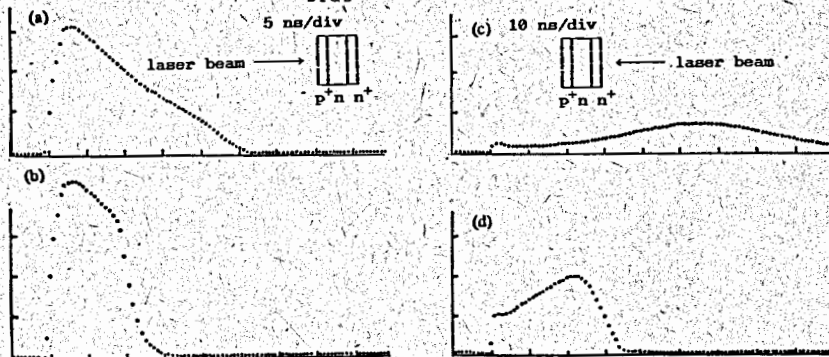 (a)
5 ns/div
laser beam
p+n n+
(b)
(c)
10 ns/div
laser beam
p+n n+
(d)